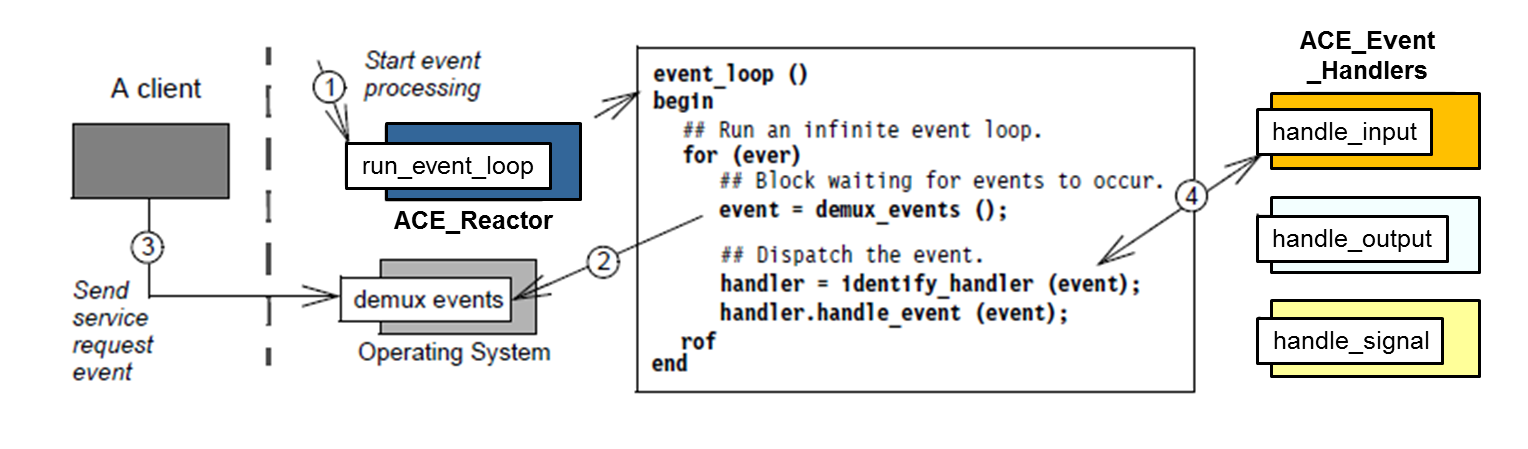 A client
3
Send
service
request
event
1
Start event
processing
run_event_loop
ACE_Reactor
2
demux events
Operating System
event_loop ()
begin
## Run an infinite event loop.
for (ever)
## Block waiting for events to occur.
event = demux_events ();
## Dispatch the event.
handler = identify_handler (event);
handler.handle_event (event);
rof
end
4
ACE_Event
_Handlers
handle_input
handle_output
handle_signal